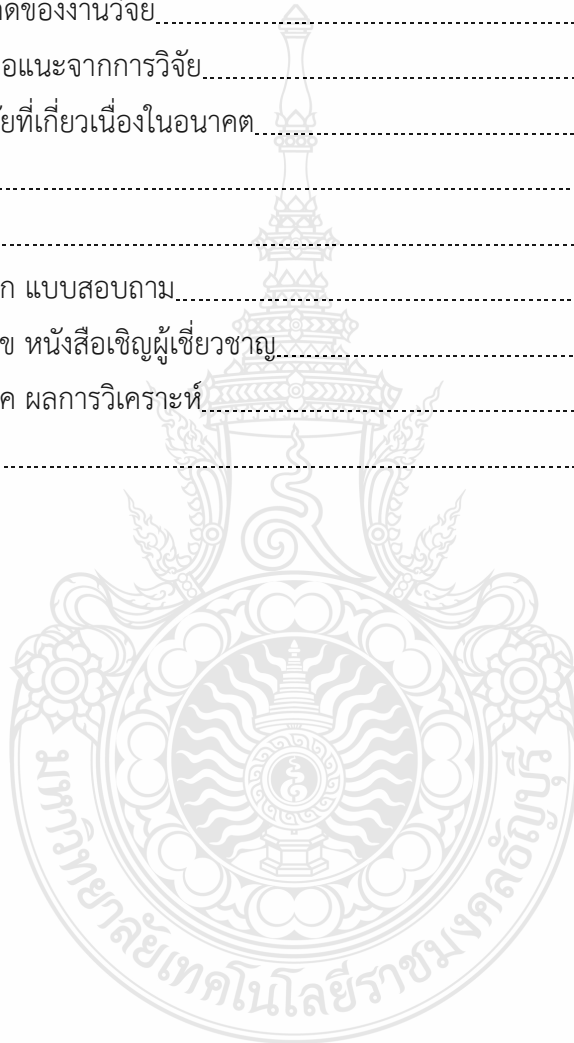 ของงานวิจัย
อแนะจากการวิจัย
ที่เกี่ยวเนื่องในอนาคต
ก แบบสอบถาม
ข หนังสือเชิญผู้เชี่ยวชาญ
ค ผลการวิเคราะห์
มหาวิทยาลัยเทคโนโลยีราชมงคลธัญบุรี